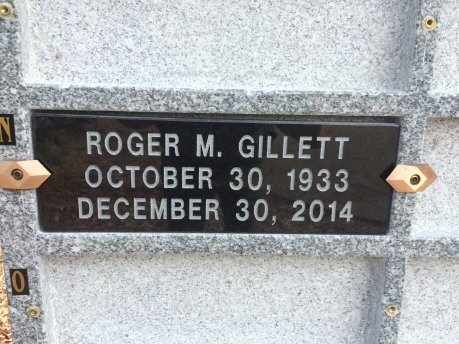 N
ROGER M. GILLETT
OCTOBER 30, 1933
DECEMBER 30, 2014
O